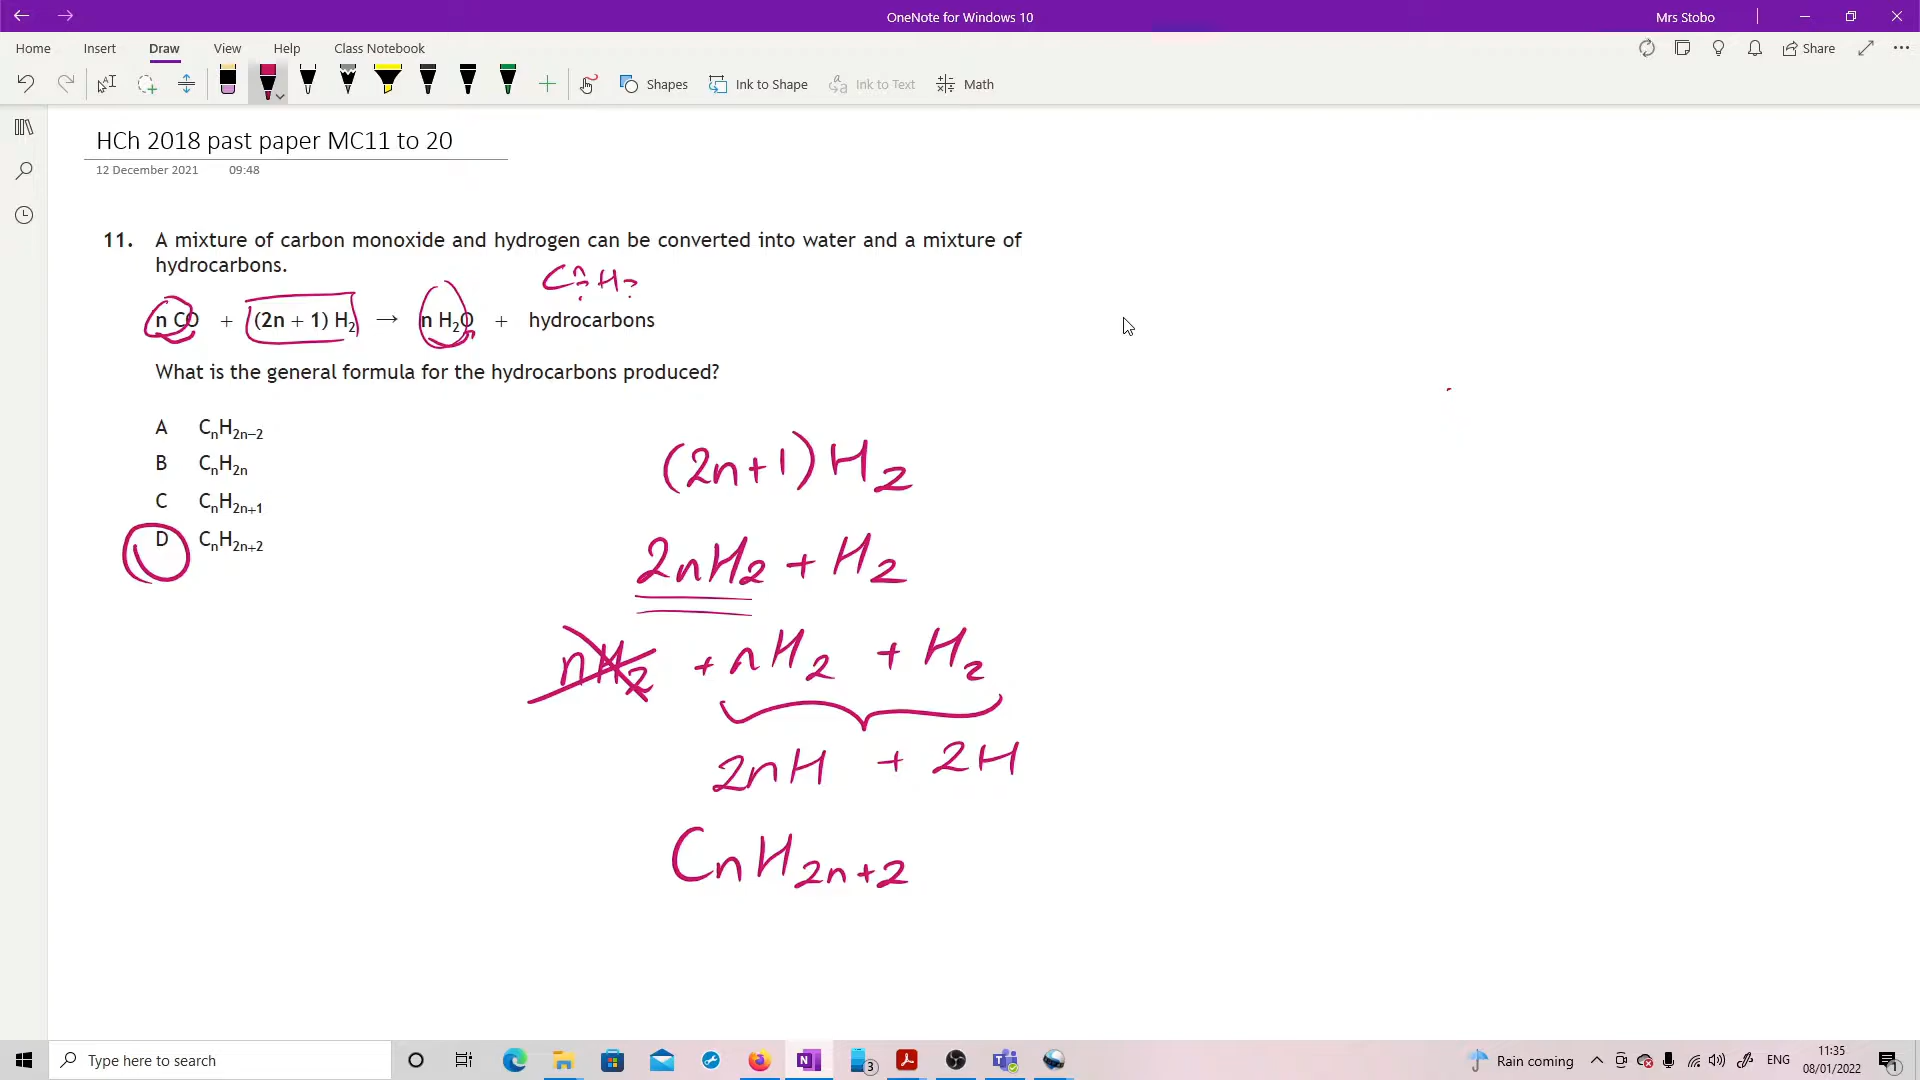 OneNote for Windows 10
Mrs Stobo
Home Insert Draw View Help Class Notebook
Share
Shapes Ink to Shape Ink to Text Math
HCh 2018 past paper MC11 to 20
12 December 2021 09:48
11. A mixture of carbon monoxide and hydrogen can be converted into water and a mixture of
hydrocarbons.
C? H?
n CO + (2n + 1) H2 → n H2O + hydrocarbons
What is the general formula for the hydrocarbons produced?
A CnH2n–2
B CnH2n
C CnH2n+1
D CnH2n+2
(2n+1)H2
2nH2 + H2
nH2 + nH2 + H2
2nH + 2H
CnH2n+2
Type here to search
3
Rain coming
ENG
11:35
08/01/2022
1